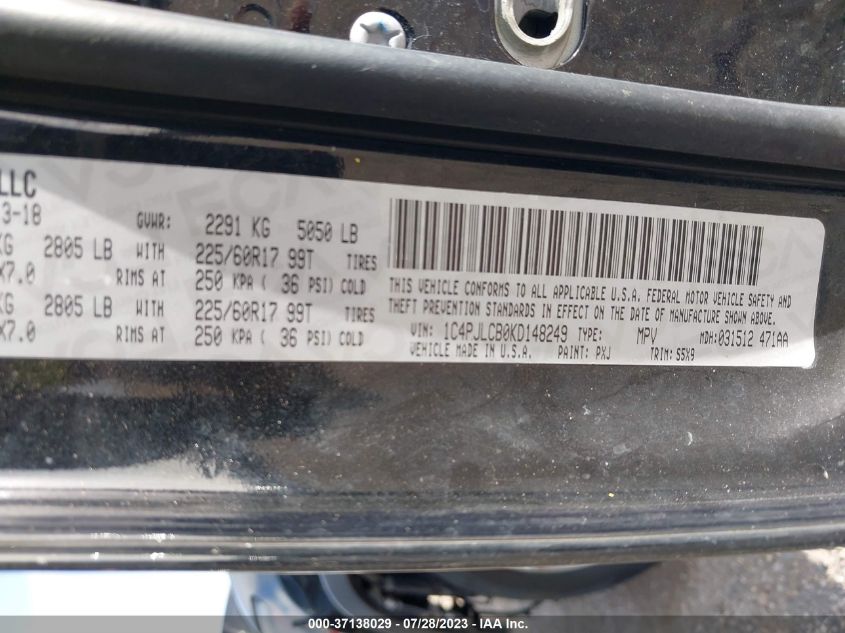 LLC
3-18
GVWR: 2291 KG 5050 LB
KG 2805 LB WITH 225/60R17 99T TIRES
X7.0 RIMS AT 250 KPA ( 36 PSI) COLD
KG 2805 LB WITH 225/60R17 99T TIRES
X7.0 RIMS AT 250 KPA ( 36 PSI) COLD
THIS VEHICLE CONFORMS TO ALL APPLICABLE U.S.A. FEDERAL MOTOR VEHICLE SAFETY AND
THEFT PREVENTION STANDARDS IN EFFECT ON THE DATE OF MANUFACTURE SHOWN ABOVE.
VIN: 1C4PJLCB0KD148249 TYPE: MPV MDH:031512 471AA
VEHICLE MADE IN U.S.A. PAINT: PXJ TRIM: S5X9
000-37138029 - 07/28/2023 - IAAI.COM